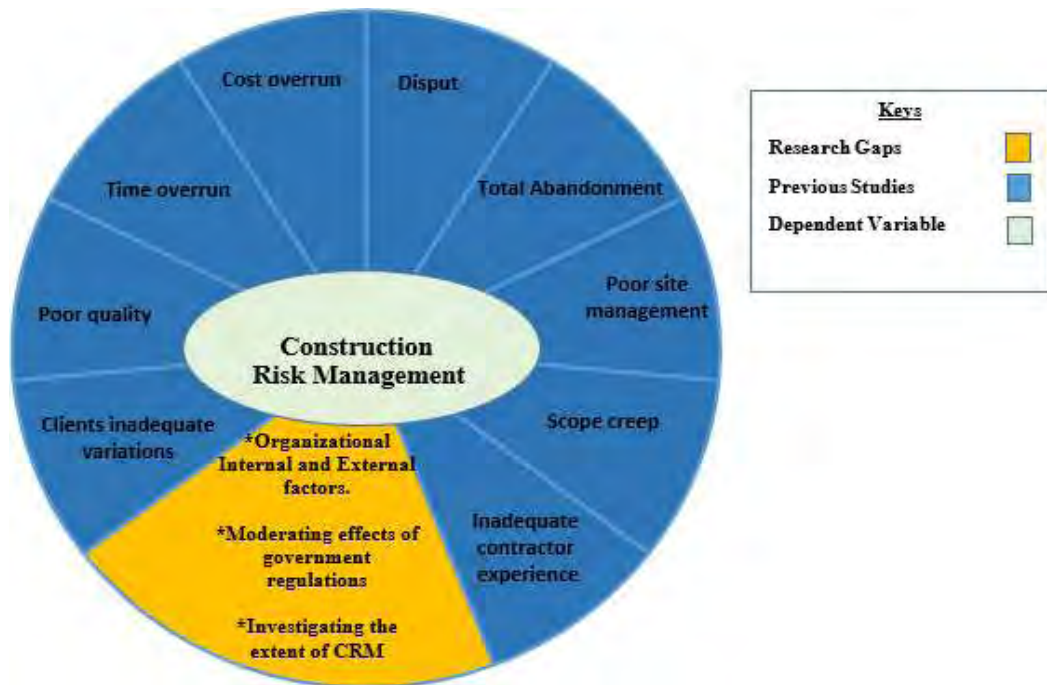 Cost overrun
Disput
Total Abandonment
Poor site
management
Scope creep
Inadequate
contractor
experience
*Organizational
Internal and External
factors.
*Moderating effects of
government
regulations
*Investigating the
extent of CRM
Clients inadequate
variations
Poor quality
Time overrun
Construction
Risk Management
Keys
Research Gaps
Previous Studies
Dependent Variable